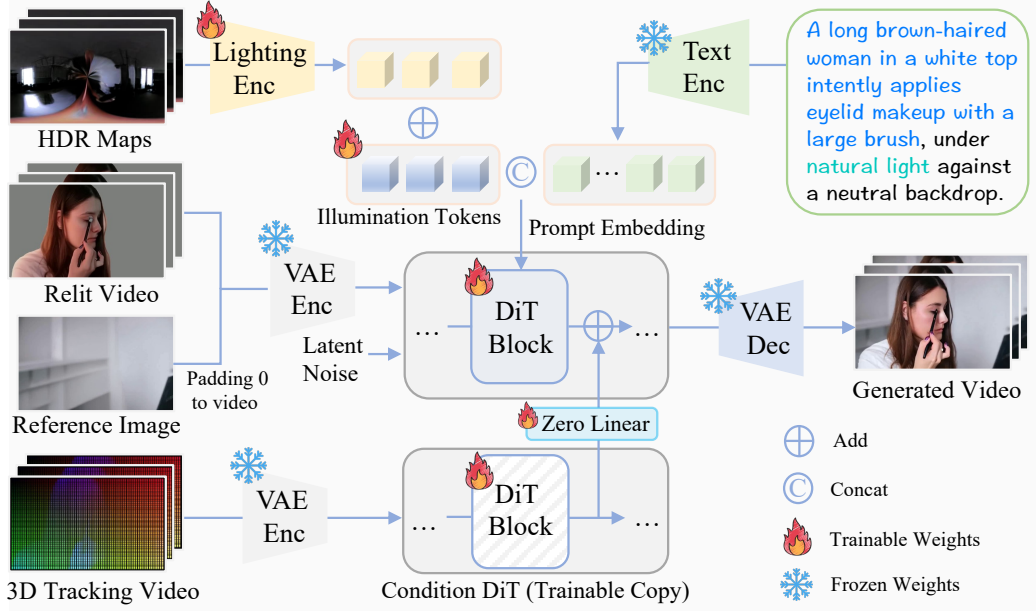 HDR Maps
Lighting
Enc
Text
Enc
A long brown-haired
woman in a white top
intently applies
eyelid makeup with a
large brush, under
natural light against
a neutral backdrop.
Illumination Tokens
C
Prompt Embedding
Relit Video
VAE
Enc
Latent
Noise
...
DiT
Block
...
VAE
Dec
Generated Video
Reference Image
Padding 0
to video
Zero Linear
3D Tracking Video
VAE
Enc
...
DiT
Block
...
Condition DiT (Trainable Copy)
Add
C
Concat
Trainable Weights
Frozen Weights